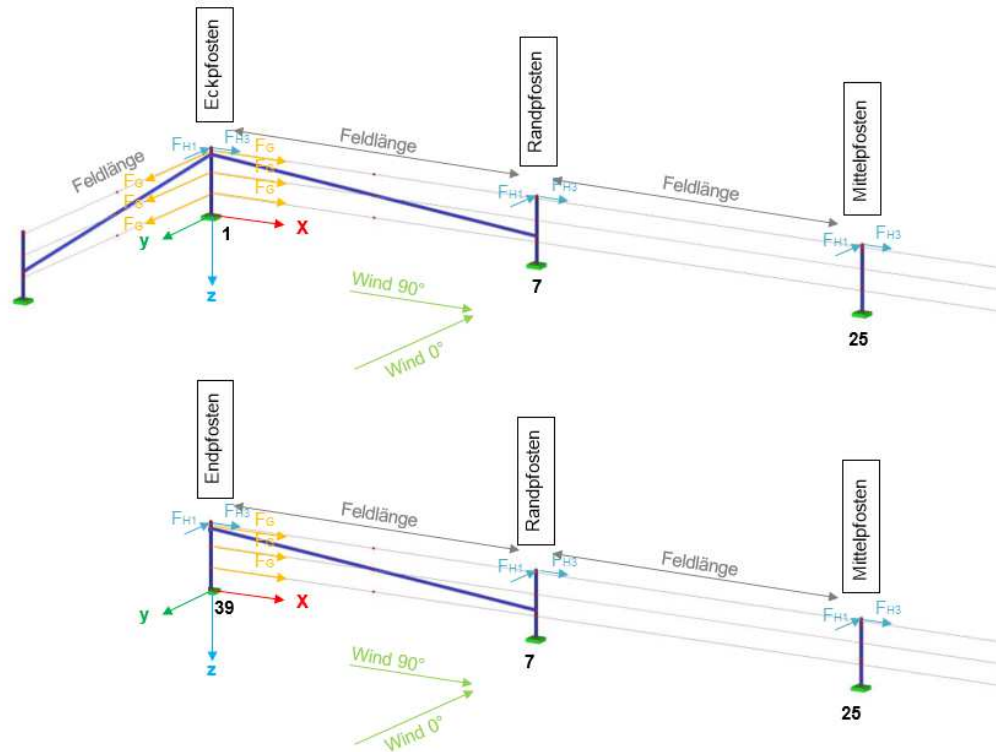 Eckpfosten
Randpfosten
Mittelpfosten
FH1
FH3
FG
FG
FG
FG
FG
FG
Feldlänge
Feldlänge
Feldlänge
FH1
FH3
FH1
FH3
y
1
X
z
7
25
Wind 90°
Wind 0°
Endpfosten
Randpfosten
Mittelpfosten
FH1
FH3
FG
FG
FG
Feldlänge
Feldlänge
FH1
FH3
FH1
FH3
y
39
X
z
7
25
Wind 90°
Wind 0°